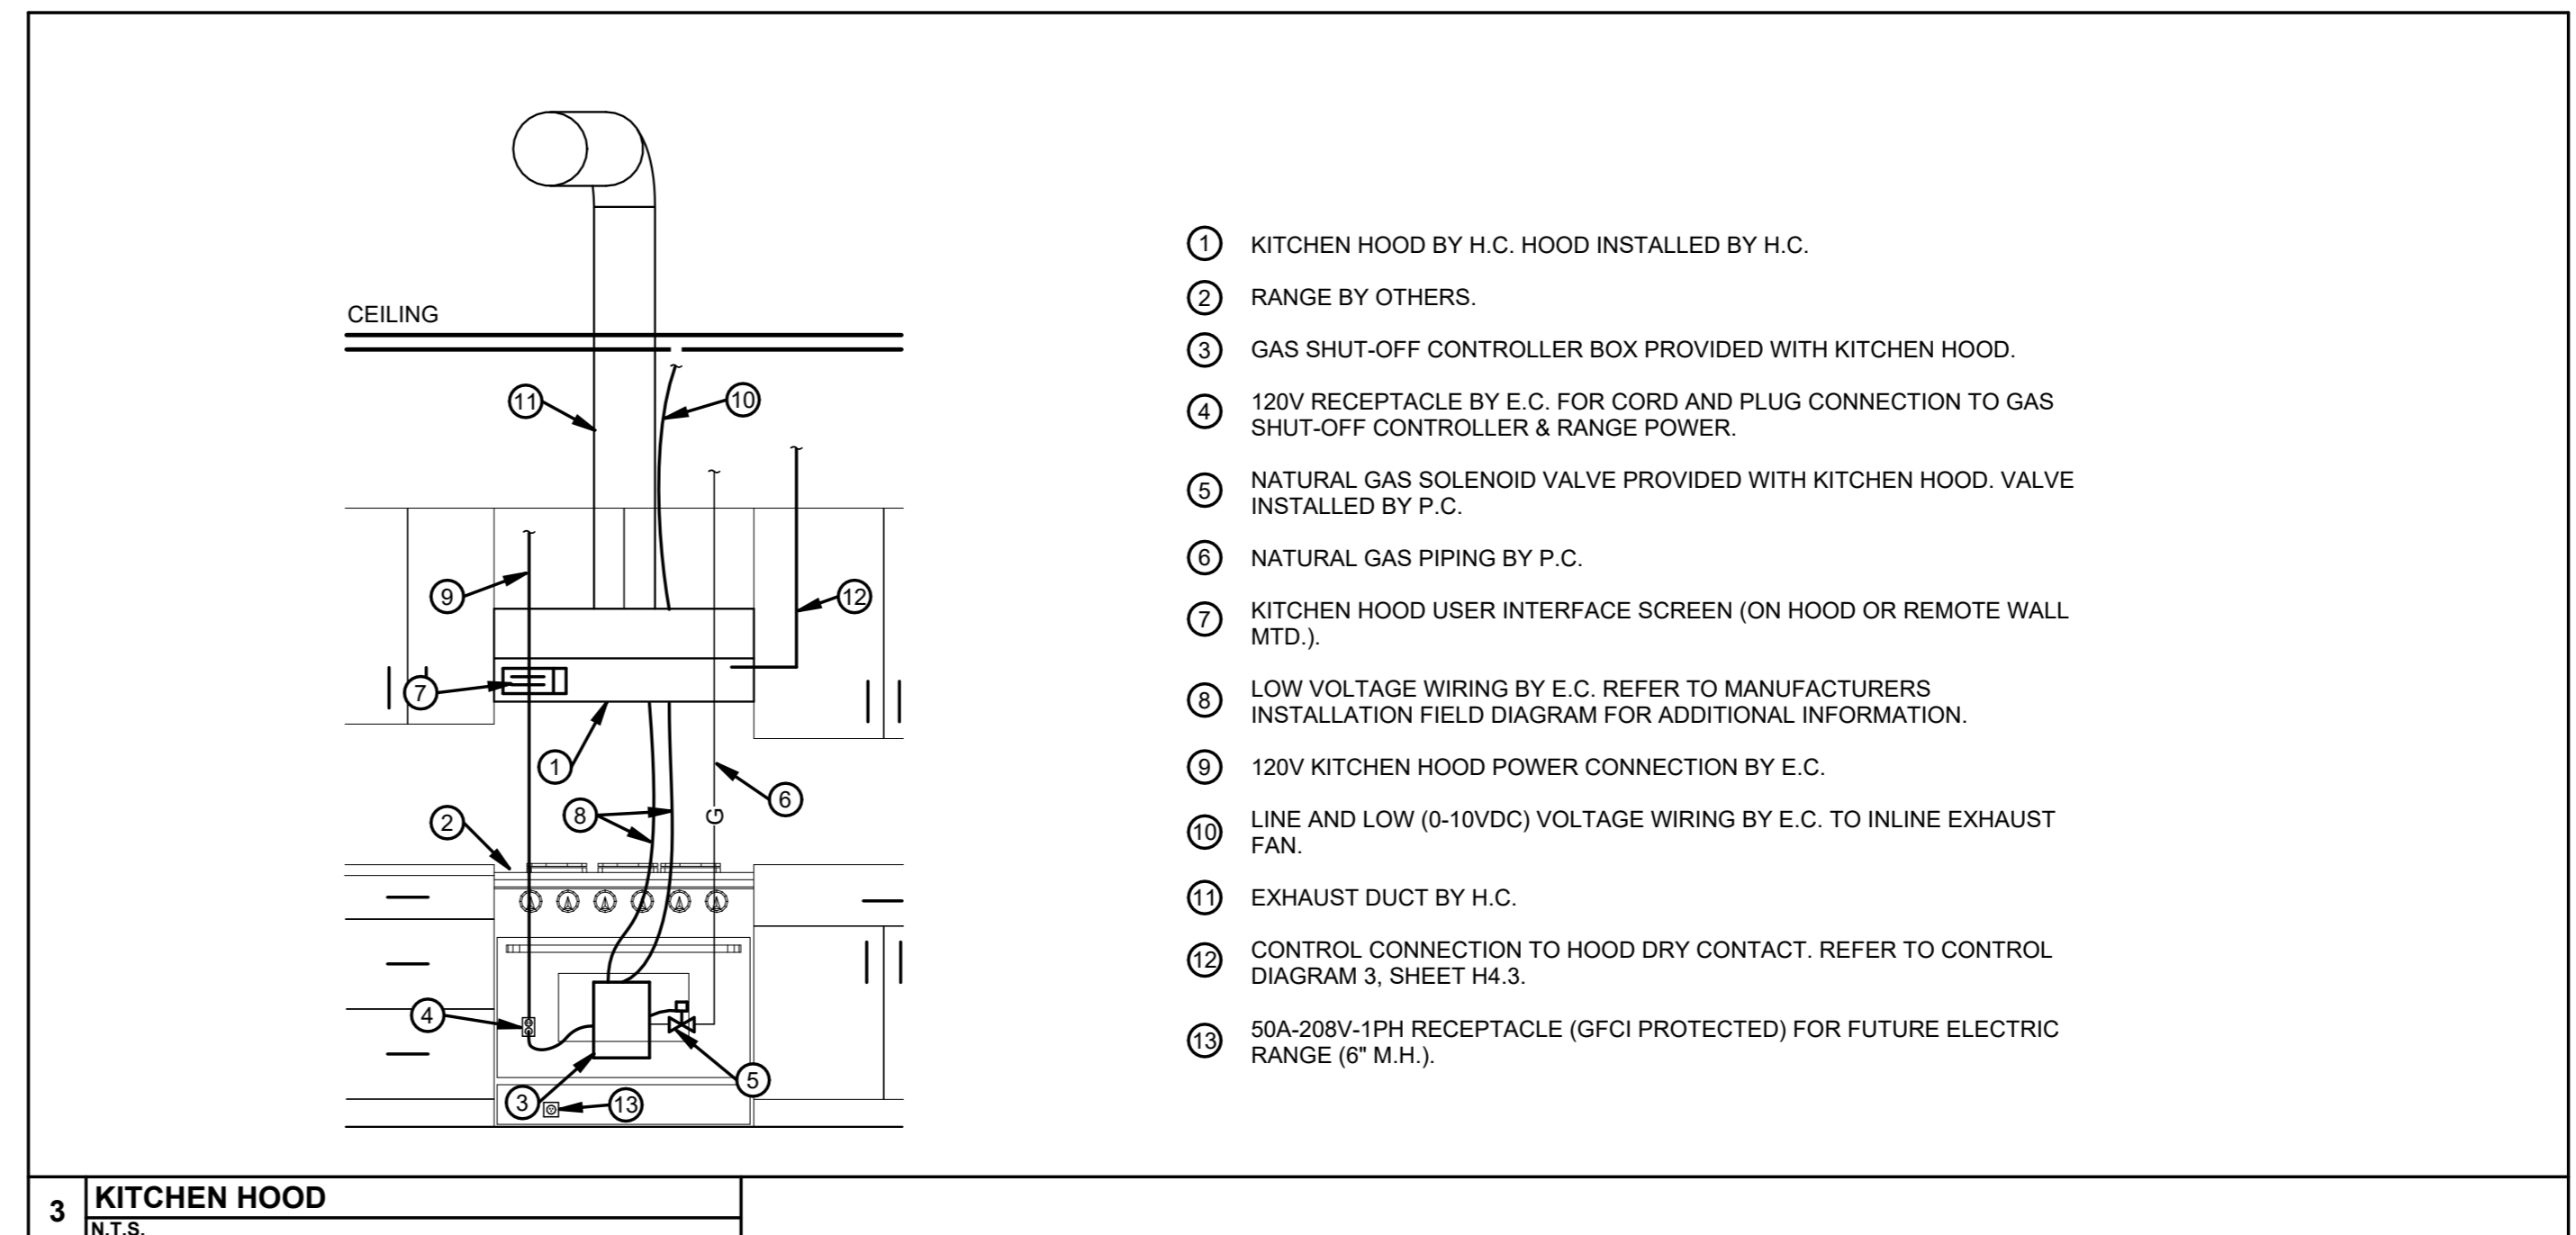 CEILING
11
10
9
12
7
1
8
6
G
2
4
5
3
13
1 KITCHEN HOOD BY H.C. HOOD INSTALLED BY H.C.
2 RANGE BY OTHERS.
3 GAS SHUT-OFF CONTROLLER BOX PROVIDED WITH KITCHEN HOOD.
4 120V RECEPTACLE BY E.C. FOR CORD AND PLUG CONNECTION TO GAS
SHUT-OFF CONTROLLER & RANGE POWER.
5 NATURAL GAS SOLENOID VALVE PROVIDED WITH KITCHEN HOOD. VALVE
INSTALLED BY P.C.
6 NATURAL GAS PIPING BY P.C.
7 KITCHEN HOOD USER INTERFACE SCREEN (ON HOOD OR REMOTE WALL
MTD.).
8 LOW VOLTAGE WIRING BY E.C. REFER TO MANUFACTURERS
INSTALLATION FIELD DIAGRAM FOR ADDITIONAL INFORMATION.
9 120V KITCHEN HOOD POWER CONNECTION BY E.C.
10 LINE AND LOW (0-10VDC) VOLTAGE WIRING BY E.C. TO INLINE EXHAUST
FAN.
11 EXHAUST DUCT BY H.C.
12 CONTROL CONNECTION TO HOOD DRY CONTACT. REFER TO CONTROL
DIAGRAM 3, SHEET H4.3.
13 50A-208V-1PH RECEPTACLE (GFCI PROTECTED) FOR FUTURE ELECTRIC
RANGE (6" M.H.).
3 KITCHEN HOOD
N.T.S.